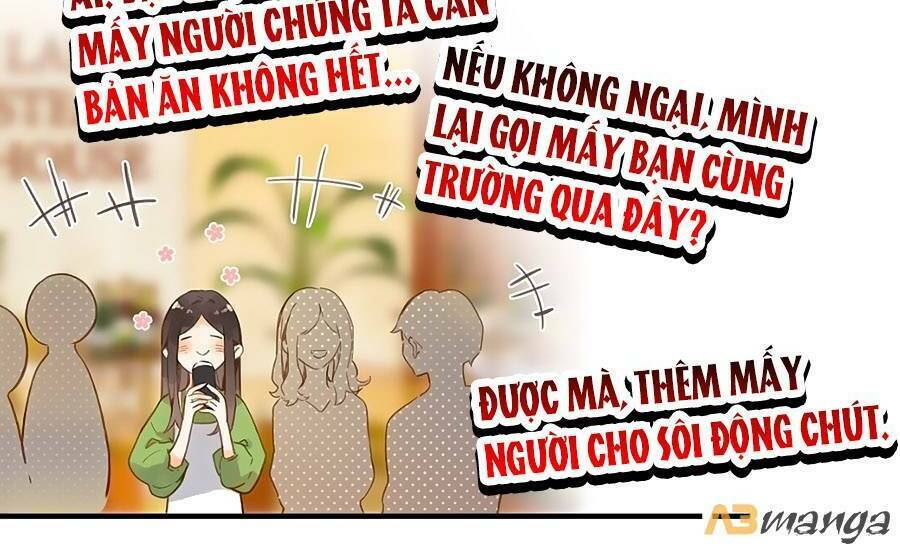 MẤY NGƯỜI CHÚNG TA CĂN
BẢN ĂN KHÔNG HẾT...
NẾU KHÔNG NGẠI, MÌNH
LẠI GỌI MẤY BẠN CÙNG
TRƯỜNG QUA ĐÂY?
ĐƯỢC MÀ, THÊM MẤY
NGƯỜI CHO SÔI ĐỘNG CHÚT.
A3manga